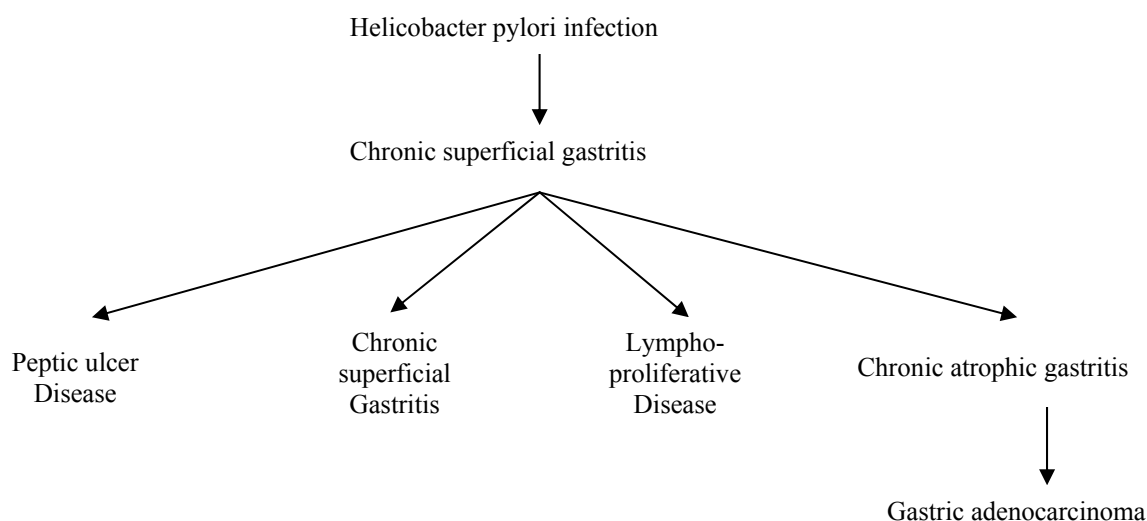 Helicobacter pylori infection
Chronic superficial gastritis
Peptic ulcer
Disease
Chronic
superficial
Gastritis
Lympho-
proliferative
Disease
Chronic atrophic gastritis
Gastric adenocarcinoma